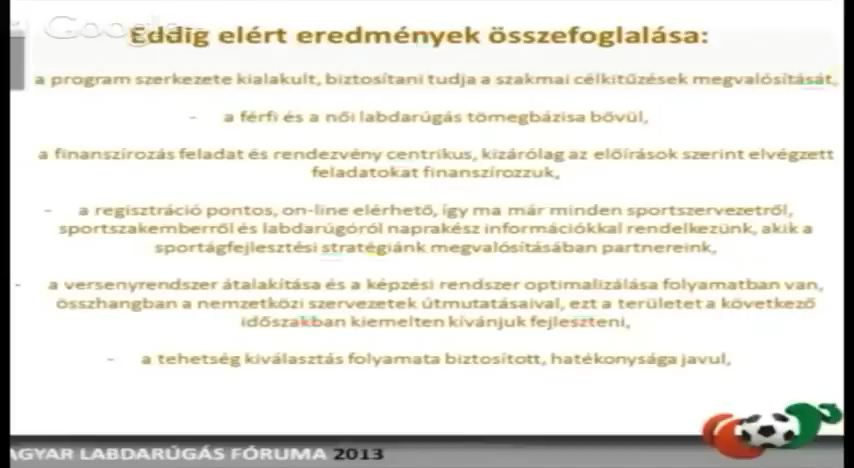 Google
Eddig elért eredmények összefoglalása:
a program szerkezete kialakult, biztosítani tudja a szakmai célkitűzések megvalósítását,
- a férfi és a női labdarúgás tömegbázisa bővül,
a finanszírozás feladat és rendezvény centrikus, kizárólag az előírások szerint elvégzett
feladatokat finanszírozzuk,
- a regisztráció pontos, on-line elérhető, így ma már minden sportszervezetről,
sportszakemberről és labdarúgóról naprakész információkkal rendelkezünk, akik a
sportágfejlesztési stratégiánk megvalósításában partnereink,
- a versenyrendszer átalakítása és a képzési rendszer optimalizálása folyamatban van,
összhangban a nemzetközi szervezetek útmutatásaival, ezt a területet a következő
időszakban kiemelten kívánjuk fejleszteni,
- a tehetség kiválasztás folyamata biztosított, hatékonysága javul,
AGYAR LABDARÚGÁS FÓRUMA 2013